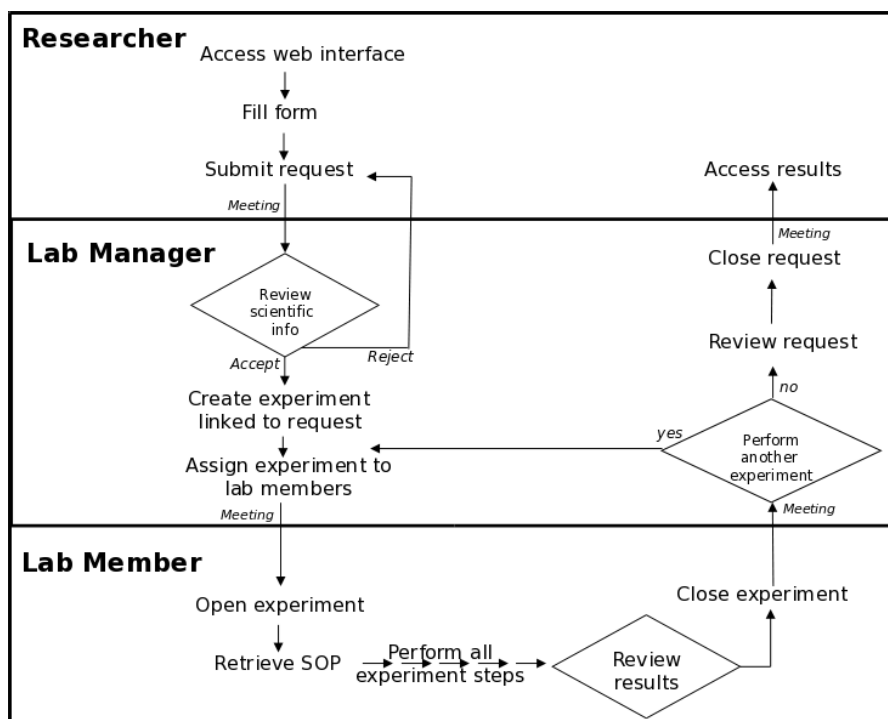 Researcher
Access web interface
Fill form
Submit request
Access results
Meeting
Meeting
Lab Manager
Close request
Review
scientific
info
Review request
Accept
Reject
no
Create experiment
linked to request
yes
Perform
another
experiment
Assign experiment to
lab members
Meeting
Meeting
Lab Member
Open experiment
Close experiment
Retrieve SOP
Perform all
experiment steps
Review
results